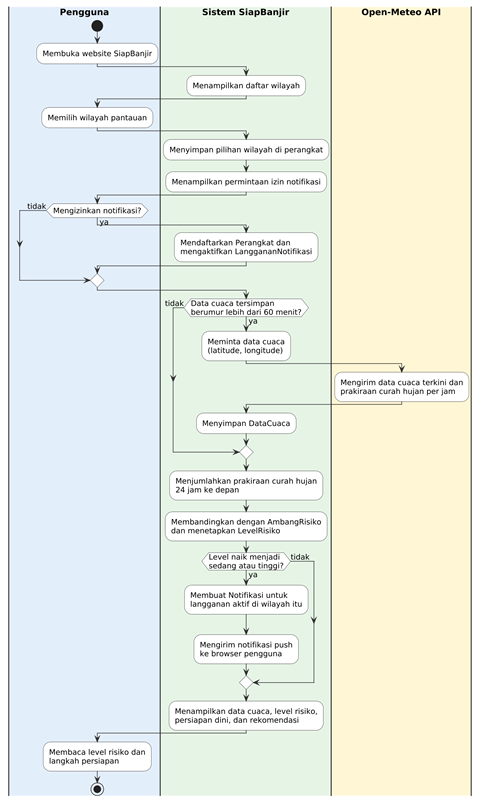 Pengguna
Sistem SiapBanjir
Open-Meteo API
Membuka website SiapBanjir
Menampilkan daftar wilayah
Memilih wilayah pantauan
Menyimpan pilihan wilayah di perangkat
Menampilkan permintaan izin notifikasi
tidak
Mengizinkan notifikasi?
ya
Mendaftarkan Perangkat dan
mengaktifkan LanggananNotifikasi
tidak
Data cuaca tersimpan
berumur lebih dari 60 menit?
ya
Meminta data cuaca
(latitude, longitude)
Mengirim data cuaca terkini dan
prakiraan curah hujan per jam
Menyimpan DataCuaca
Menjumlahkan prakiraan curah hujan
24 jam ke depan
Membandingkan dengan AmbangRisiko
dan menetapkan LevelRisiko
Level naik menjadi
sedang atau tinggi?
tidak
ya
Membuat Notifikasi untuk
langganan aktif di wilayah itu
Mengirim notifikasi push
ke browser pengguna
Menampilkan data cuaca, level risiko,
persiapan dini, dan rekomendasi
Membaca level risiko dan
langkah persiapan